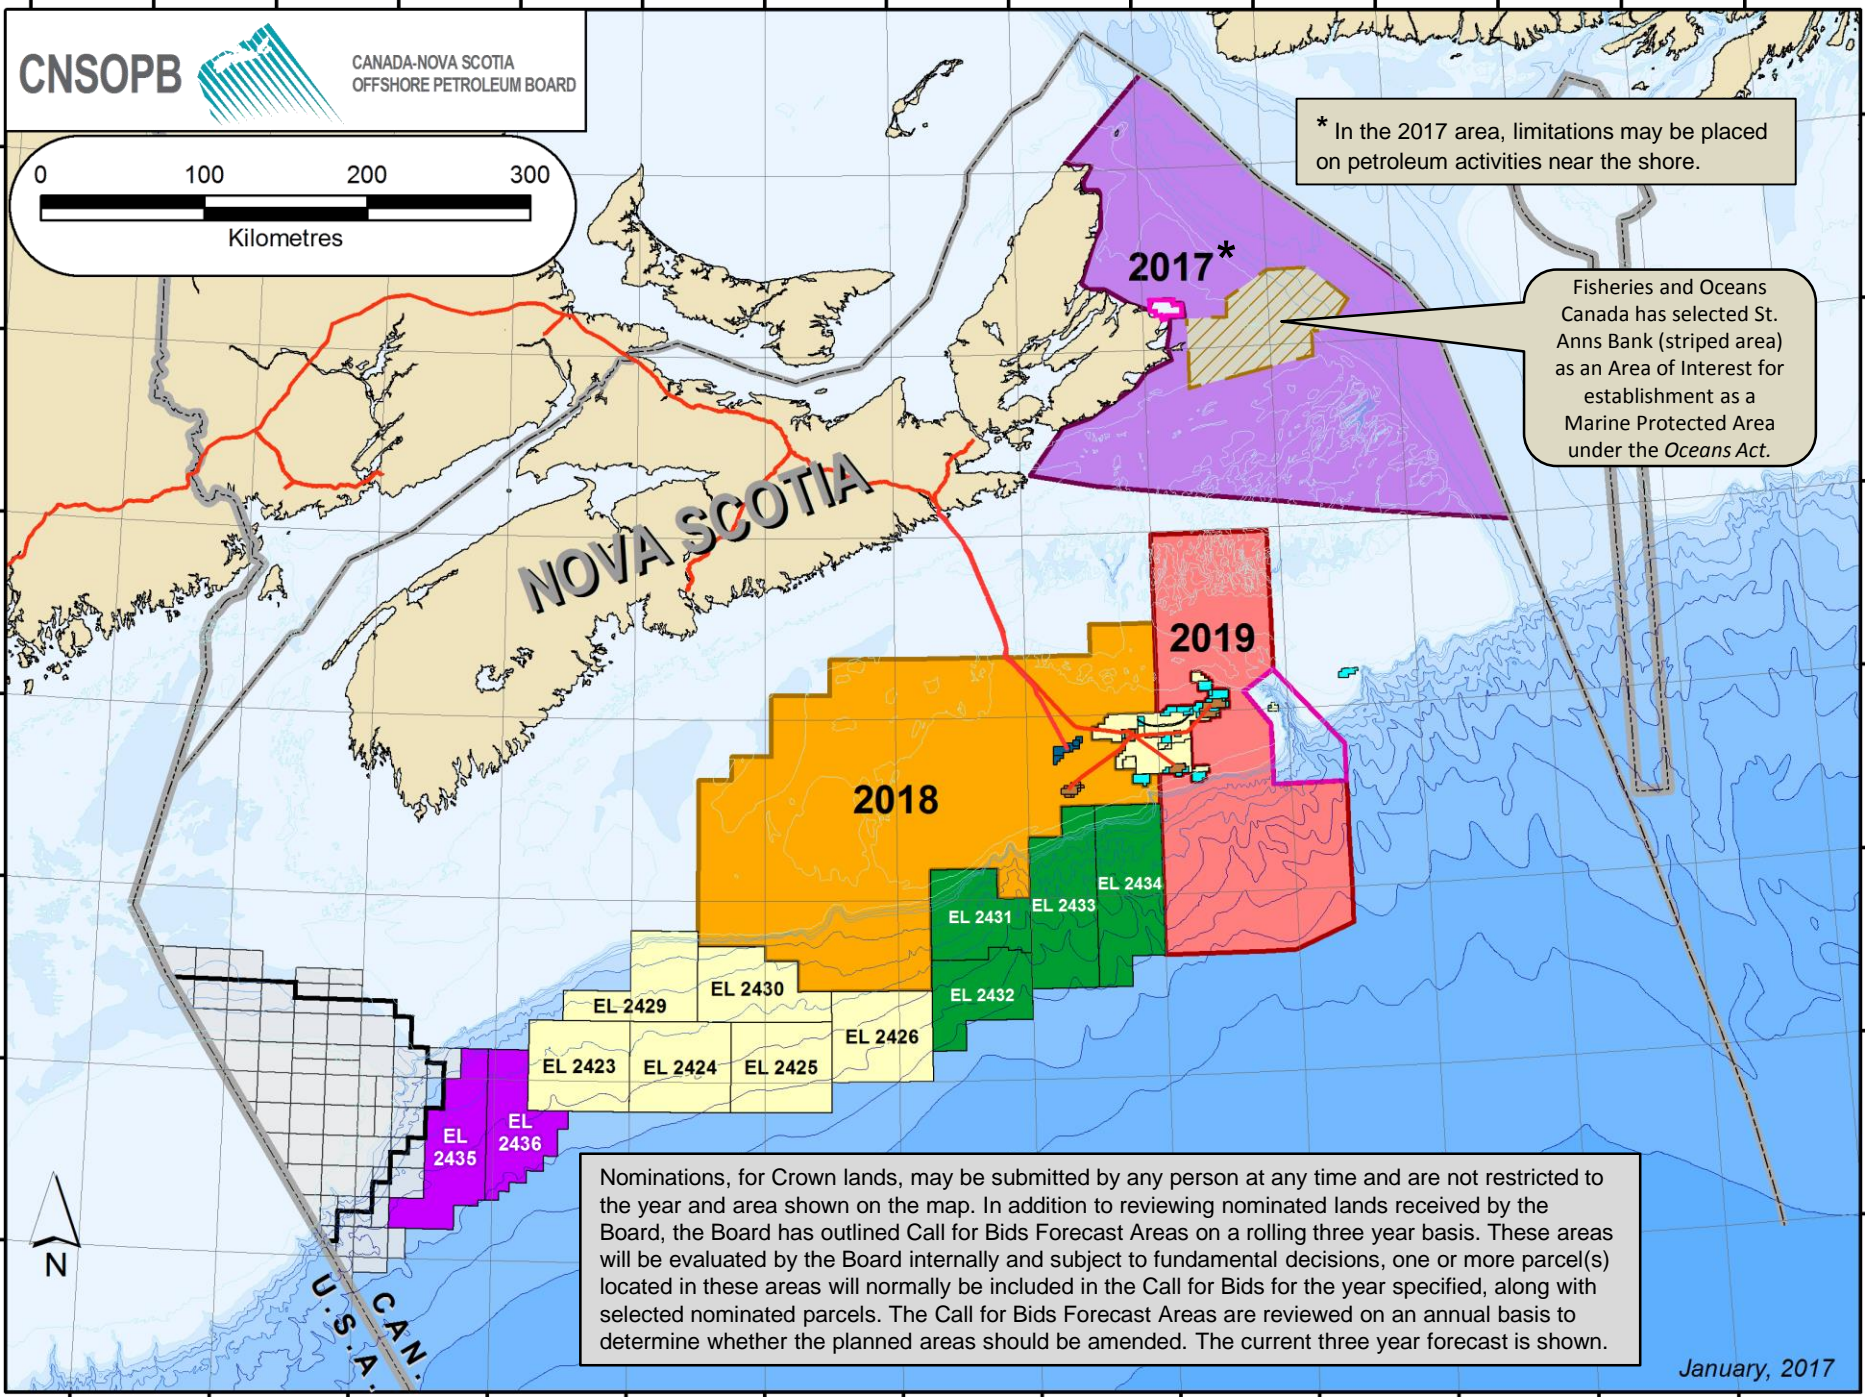 CNSOPB
CANADA-NOVA SCOTIA
OFFSHORE PETROLEUM BOARD
0 100 200 300
Kilometres
* In the 2017 area, limitations may be placed
on petroleum activities near the shore.
2017*
Fisheries and Oceans
Canada has selected St.
Anns Bank (striped area)
as an Area of Interest for
establishment as a
Marine Protected Area
under the Oceans Act.
NOVA SCOTIA
2019
2018
EL 2434
EL 2433
EL 2431
EL 2432
EL 2430
EL 2429
EL 2426
EL 2423
EL 2424
EL 2425
EL
2436
EL
2435
Nominations, for Crown lands, may be submitted by any person at any time and are not restricted to
the year and area shown on the map. In addition to reviewing nominated lands received by the
Board, the Board has outlined Call for Bids Forecast Areas on a rolling three year basis. These areas
will be evaluated by the Board internally and subject to fundamental decisions, one or more parcel(s)
located in these areas will normally be included in the Call for Bids for the year specified, along with
selected nominated parcels. The Call for Bids Forecast Areas are reviewed on an annual basis to
determine whether the planned areas should be amended. The current three year forecast is shown.
N
CAN.
U.S.A.
January, 2017